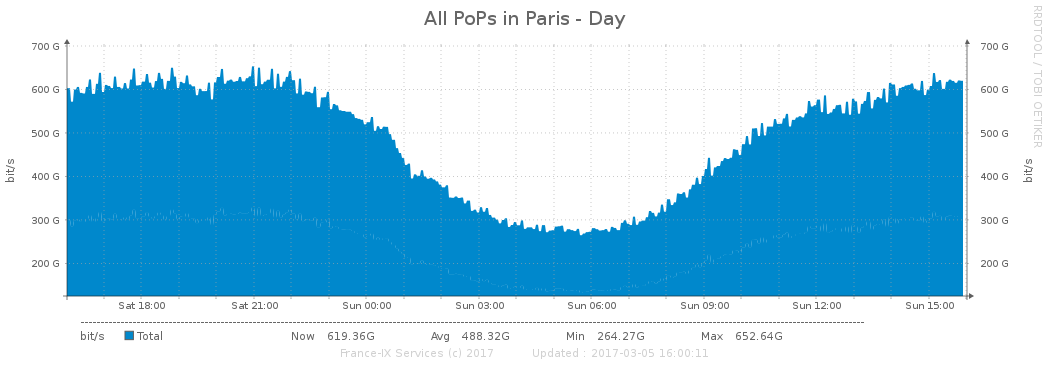 All PoPs in Paris - Day
RRDTOOL / TOBI OETIKER
700 G 700 G
600 G 600 G
500 G 500 G
400 G 400 G
300 G 300 G
200 G 200 G
bit/s bit/s
Sat 18:00 Sat 21:00 Sun 00:00 Sun 03:00 Sun 06:00 Sun 09:00 Sun 12:00 Sun 15:00
bit/s Total Now 619.36G Avg 488.32G Min 264.27G Max 652.64G
France-IX Services (c) 2017 Updated : 2017-03-05 16:00:11